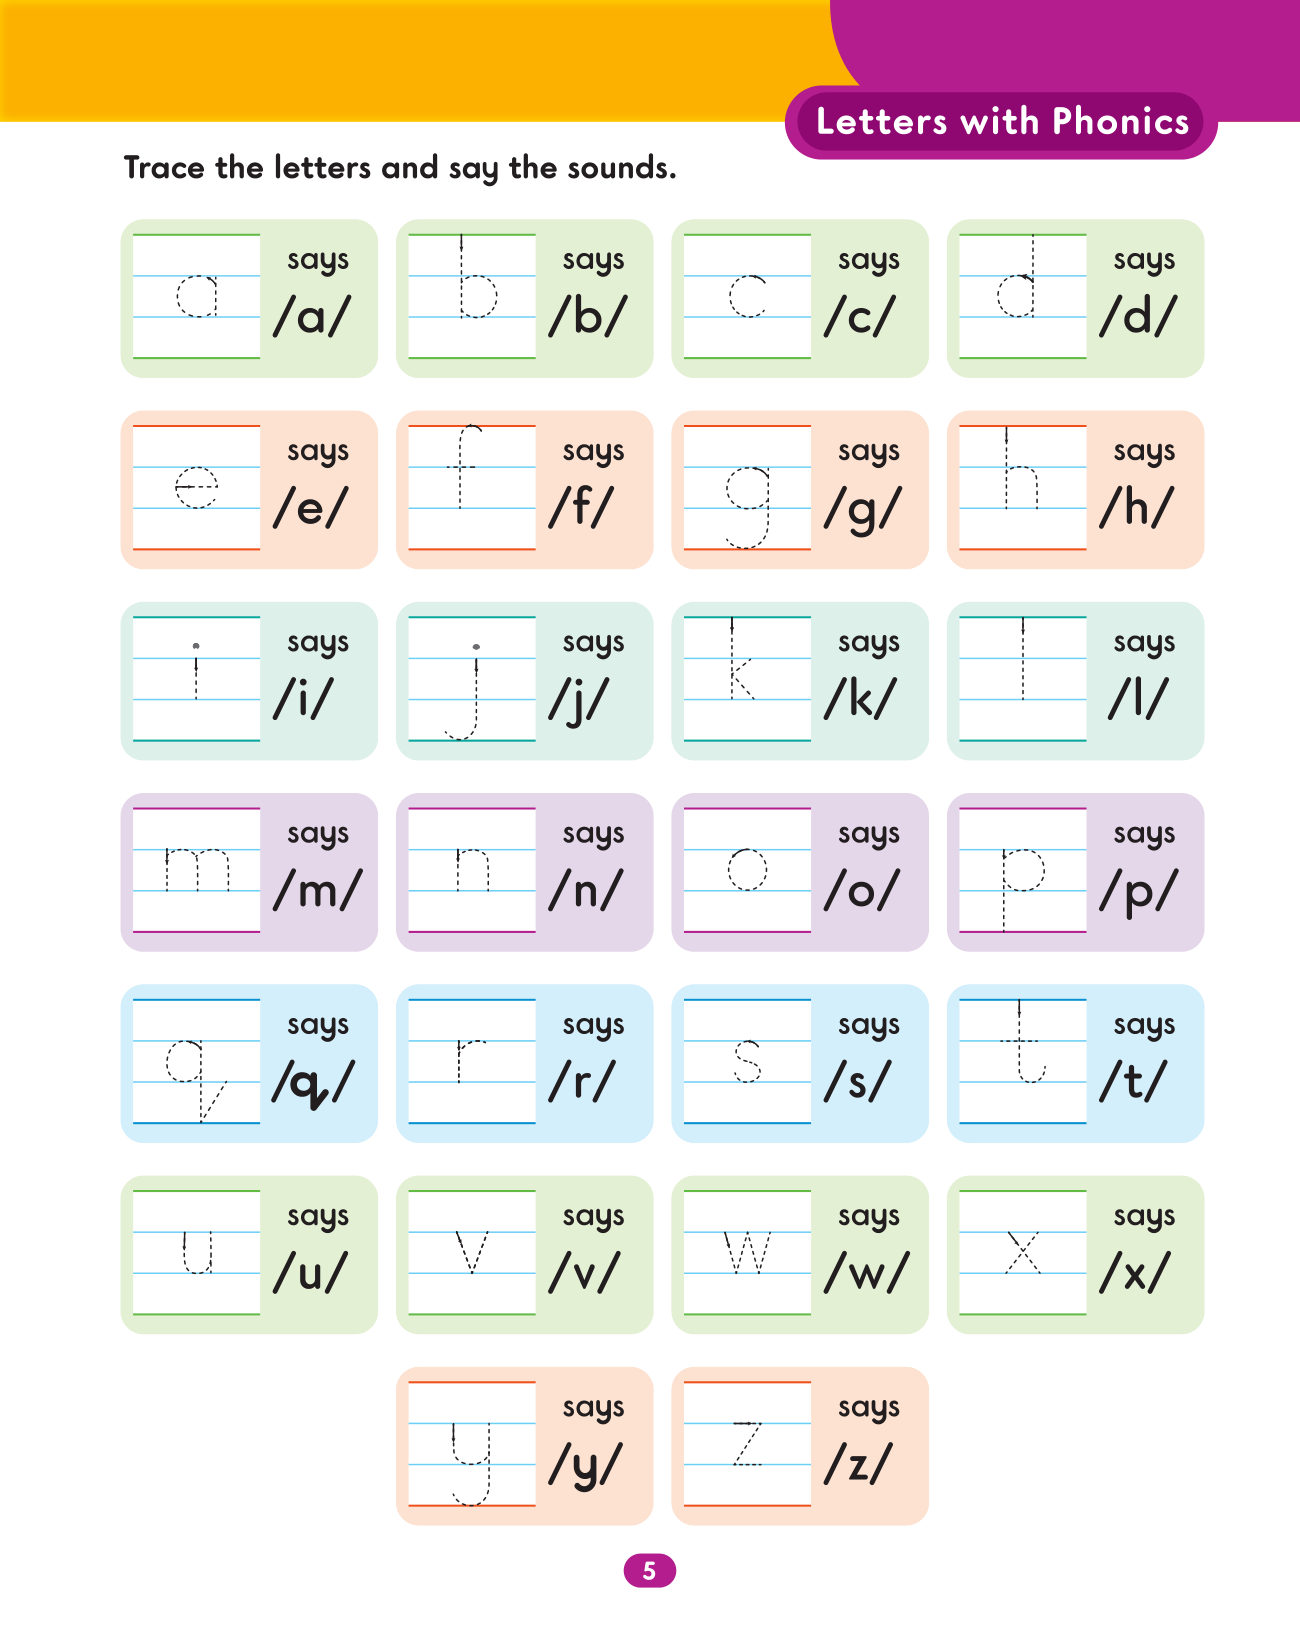 Letters with Phonics
Trace the letters and say the sounds.
a says /a/
b says /b/
c says /c/
d says /d/
e says /e/
f says /f/
g says /g/
h says /h/
i says /i/
j says /j/
k says /k/
l says /l/
m says /m/
n says /n/
o says /o/
p says /p/
q says /q/
r says /r/
s says /s/
t says /t/
u says /u/
v says /v/
w says /w/
x says /x/
y says /y/
z says /z/
5